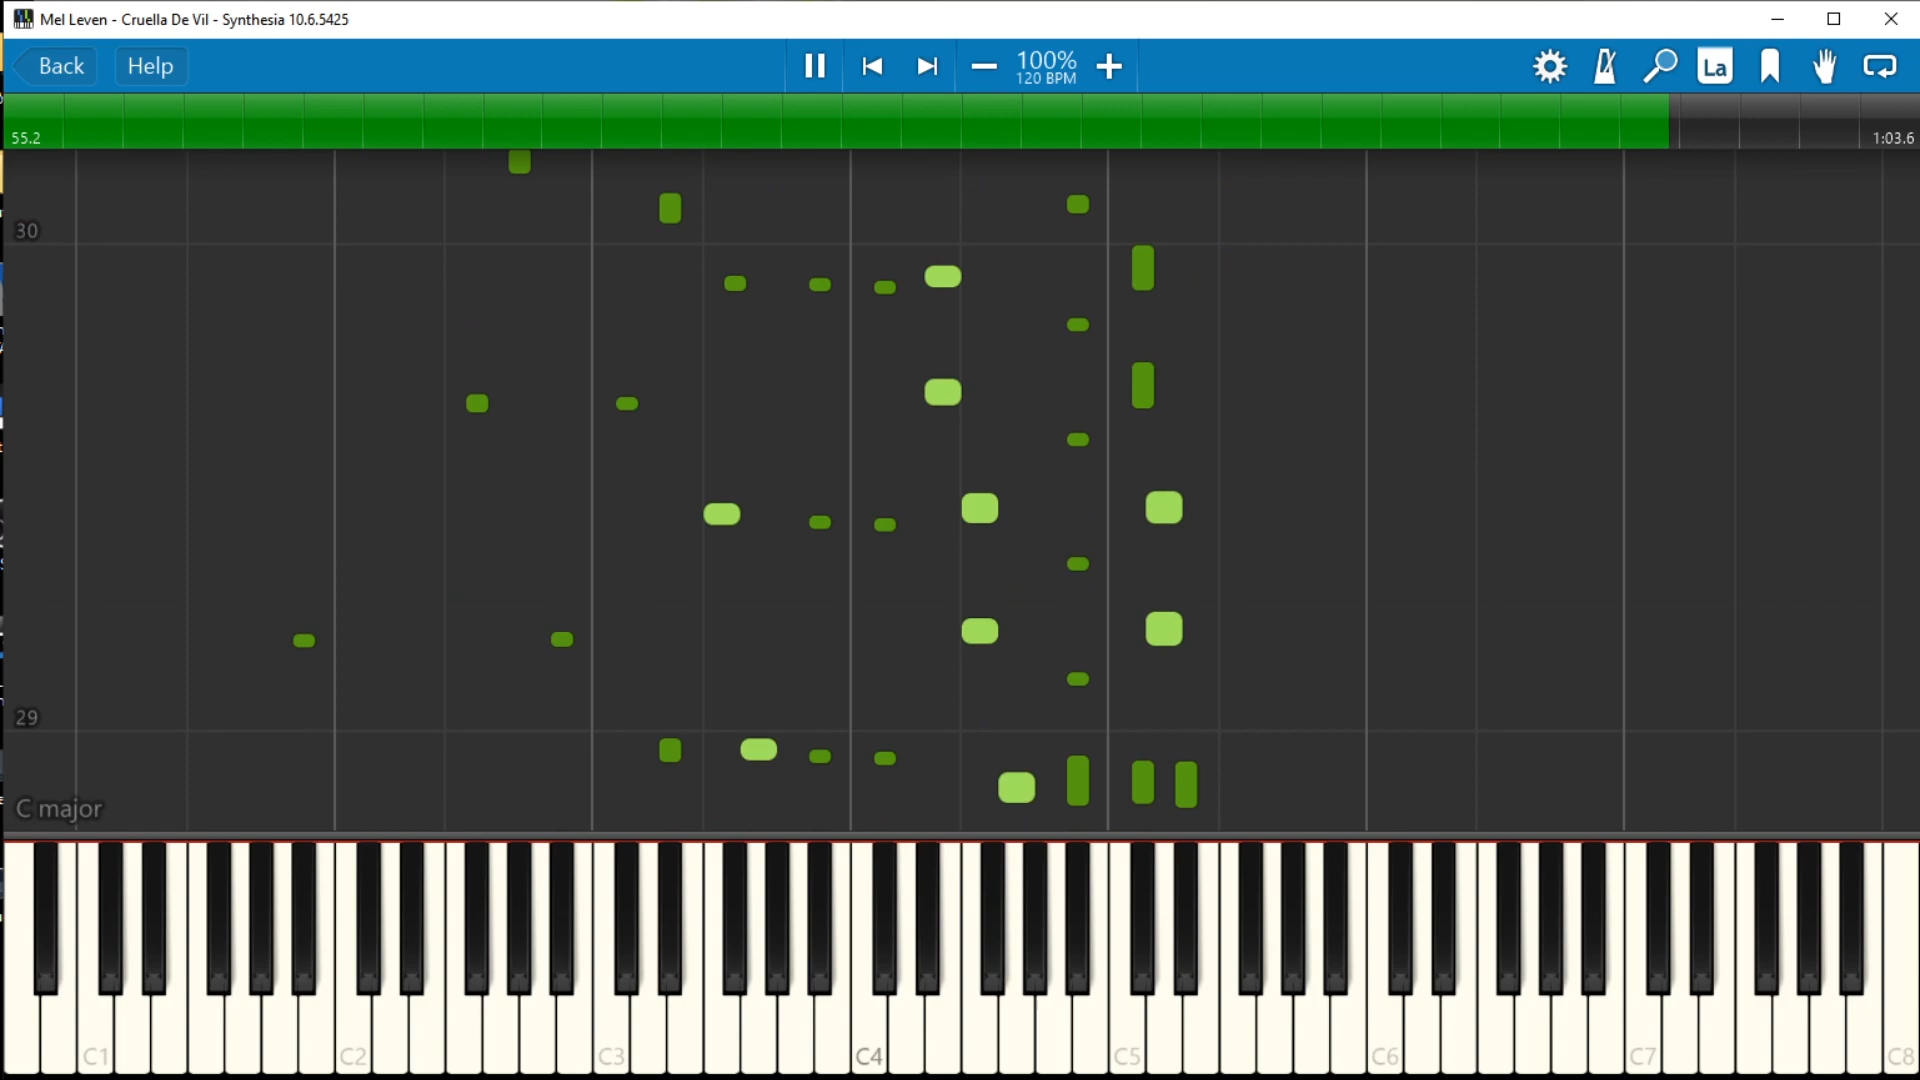 Mel Leven - Cruella De Vil - Synthesia 10.6.5425
Back
Help
100%
120 BPM
La
55.2
1:03.6
30
29
C major
C1
C2
C3
C4
C5
C6
C7
C8